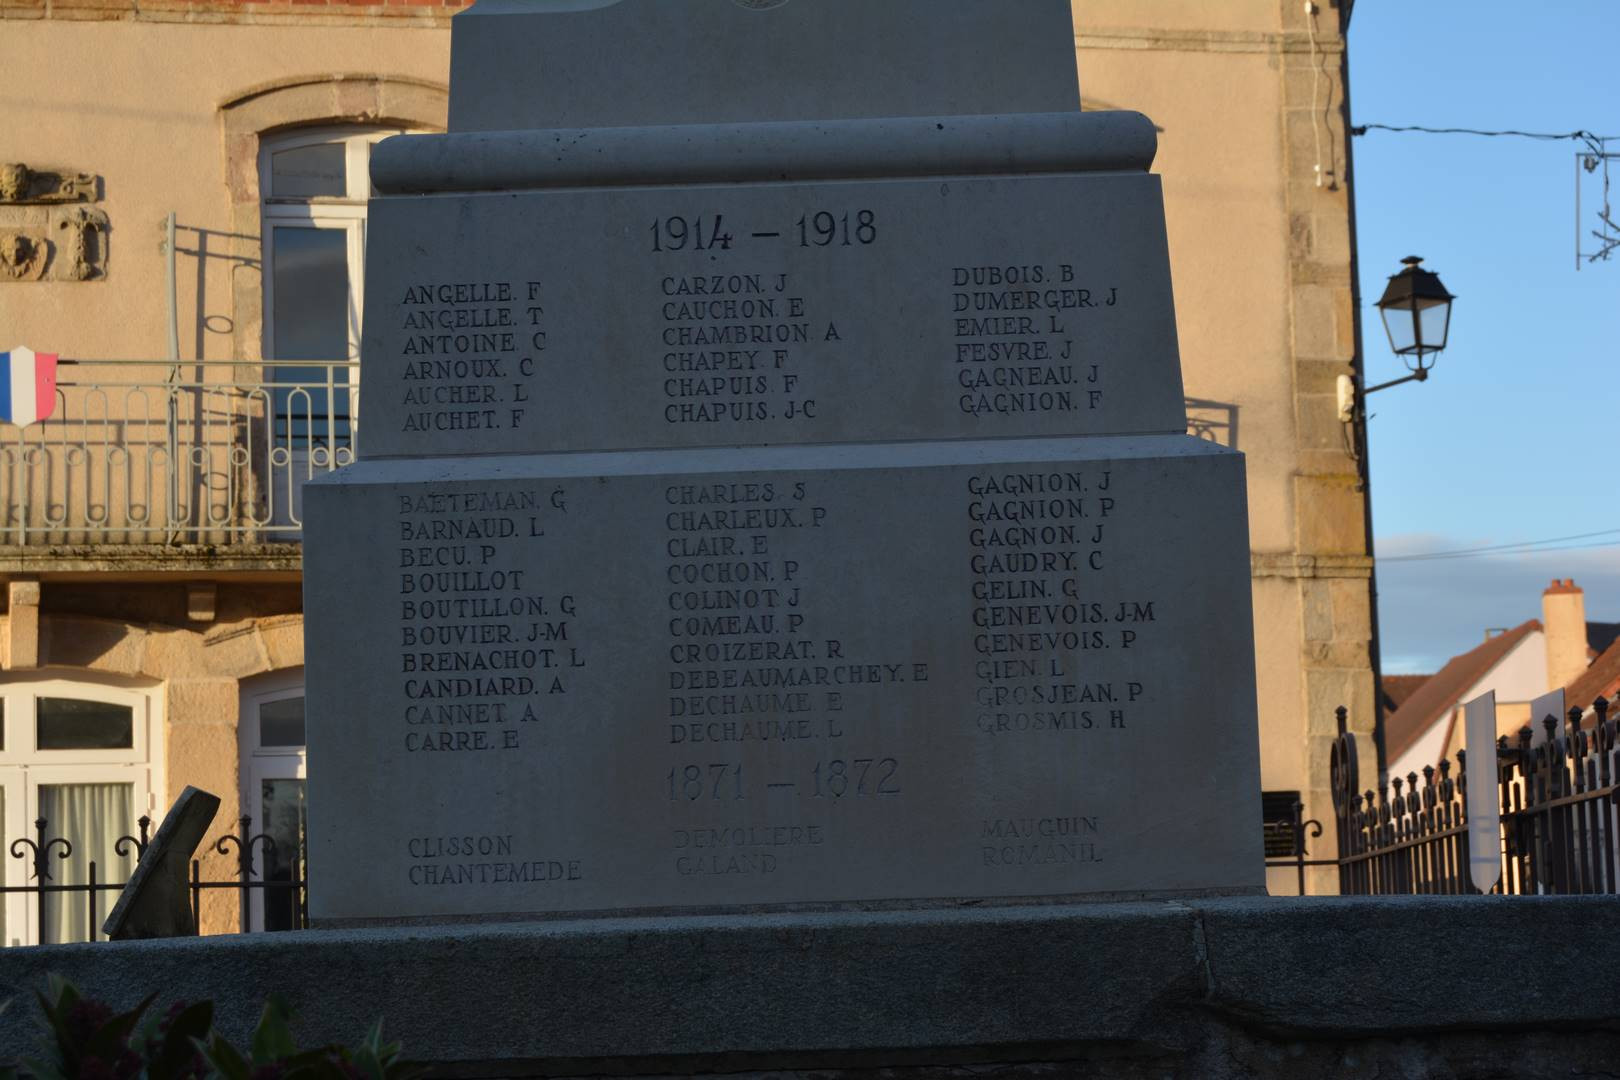 1914 – 1918
ANGELLE. F
ANGELLE. T
ANTOINE. C
ARNOUX. C
AUCHER. L
AUCHET. F
CARZON. J
CAUCHON. E
CHAMBRION. A
CHAPEY. F
CHAPUIS. F
CHAPUIS. J-C
DUBOIS. B
DUMERGER. J
EMIER. L
FESVRE. J
GAGNEAU. J
GAGNION. F
BAETEMAN. G
BARNAUD. L
BECU. P
BOUILLOT
BOUTILLON. G
BOUVIER. J-M
BRENACHOT. L
CANDIARD. A
CANNET. A
CARRE. E
CHARLES. S
CHARLEUX. P
CLAIR. E
COCHON. P
COLINOT. J
COMEAU. P
CROIZERAT. R
DEBEAUMARCHEY. E
DECHAUME. E
DECHAUME. L
GAGNION. J
GAGNION. P
GAGNON. J
GAUDRY. C
GELIN. G
GENEVOIS. J-M
GENEVOIS. P
GIEN. L
GROSJEAN. P
GROSMIS. H
1871 – 1872
CLISSON
CHANTEMEDE
DEMOLIERE
GALAND
MAUGUIN
ROMANIL